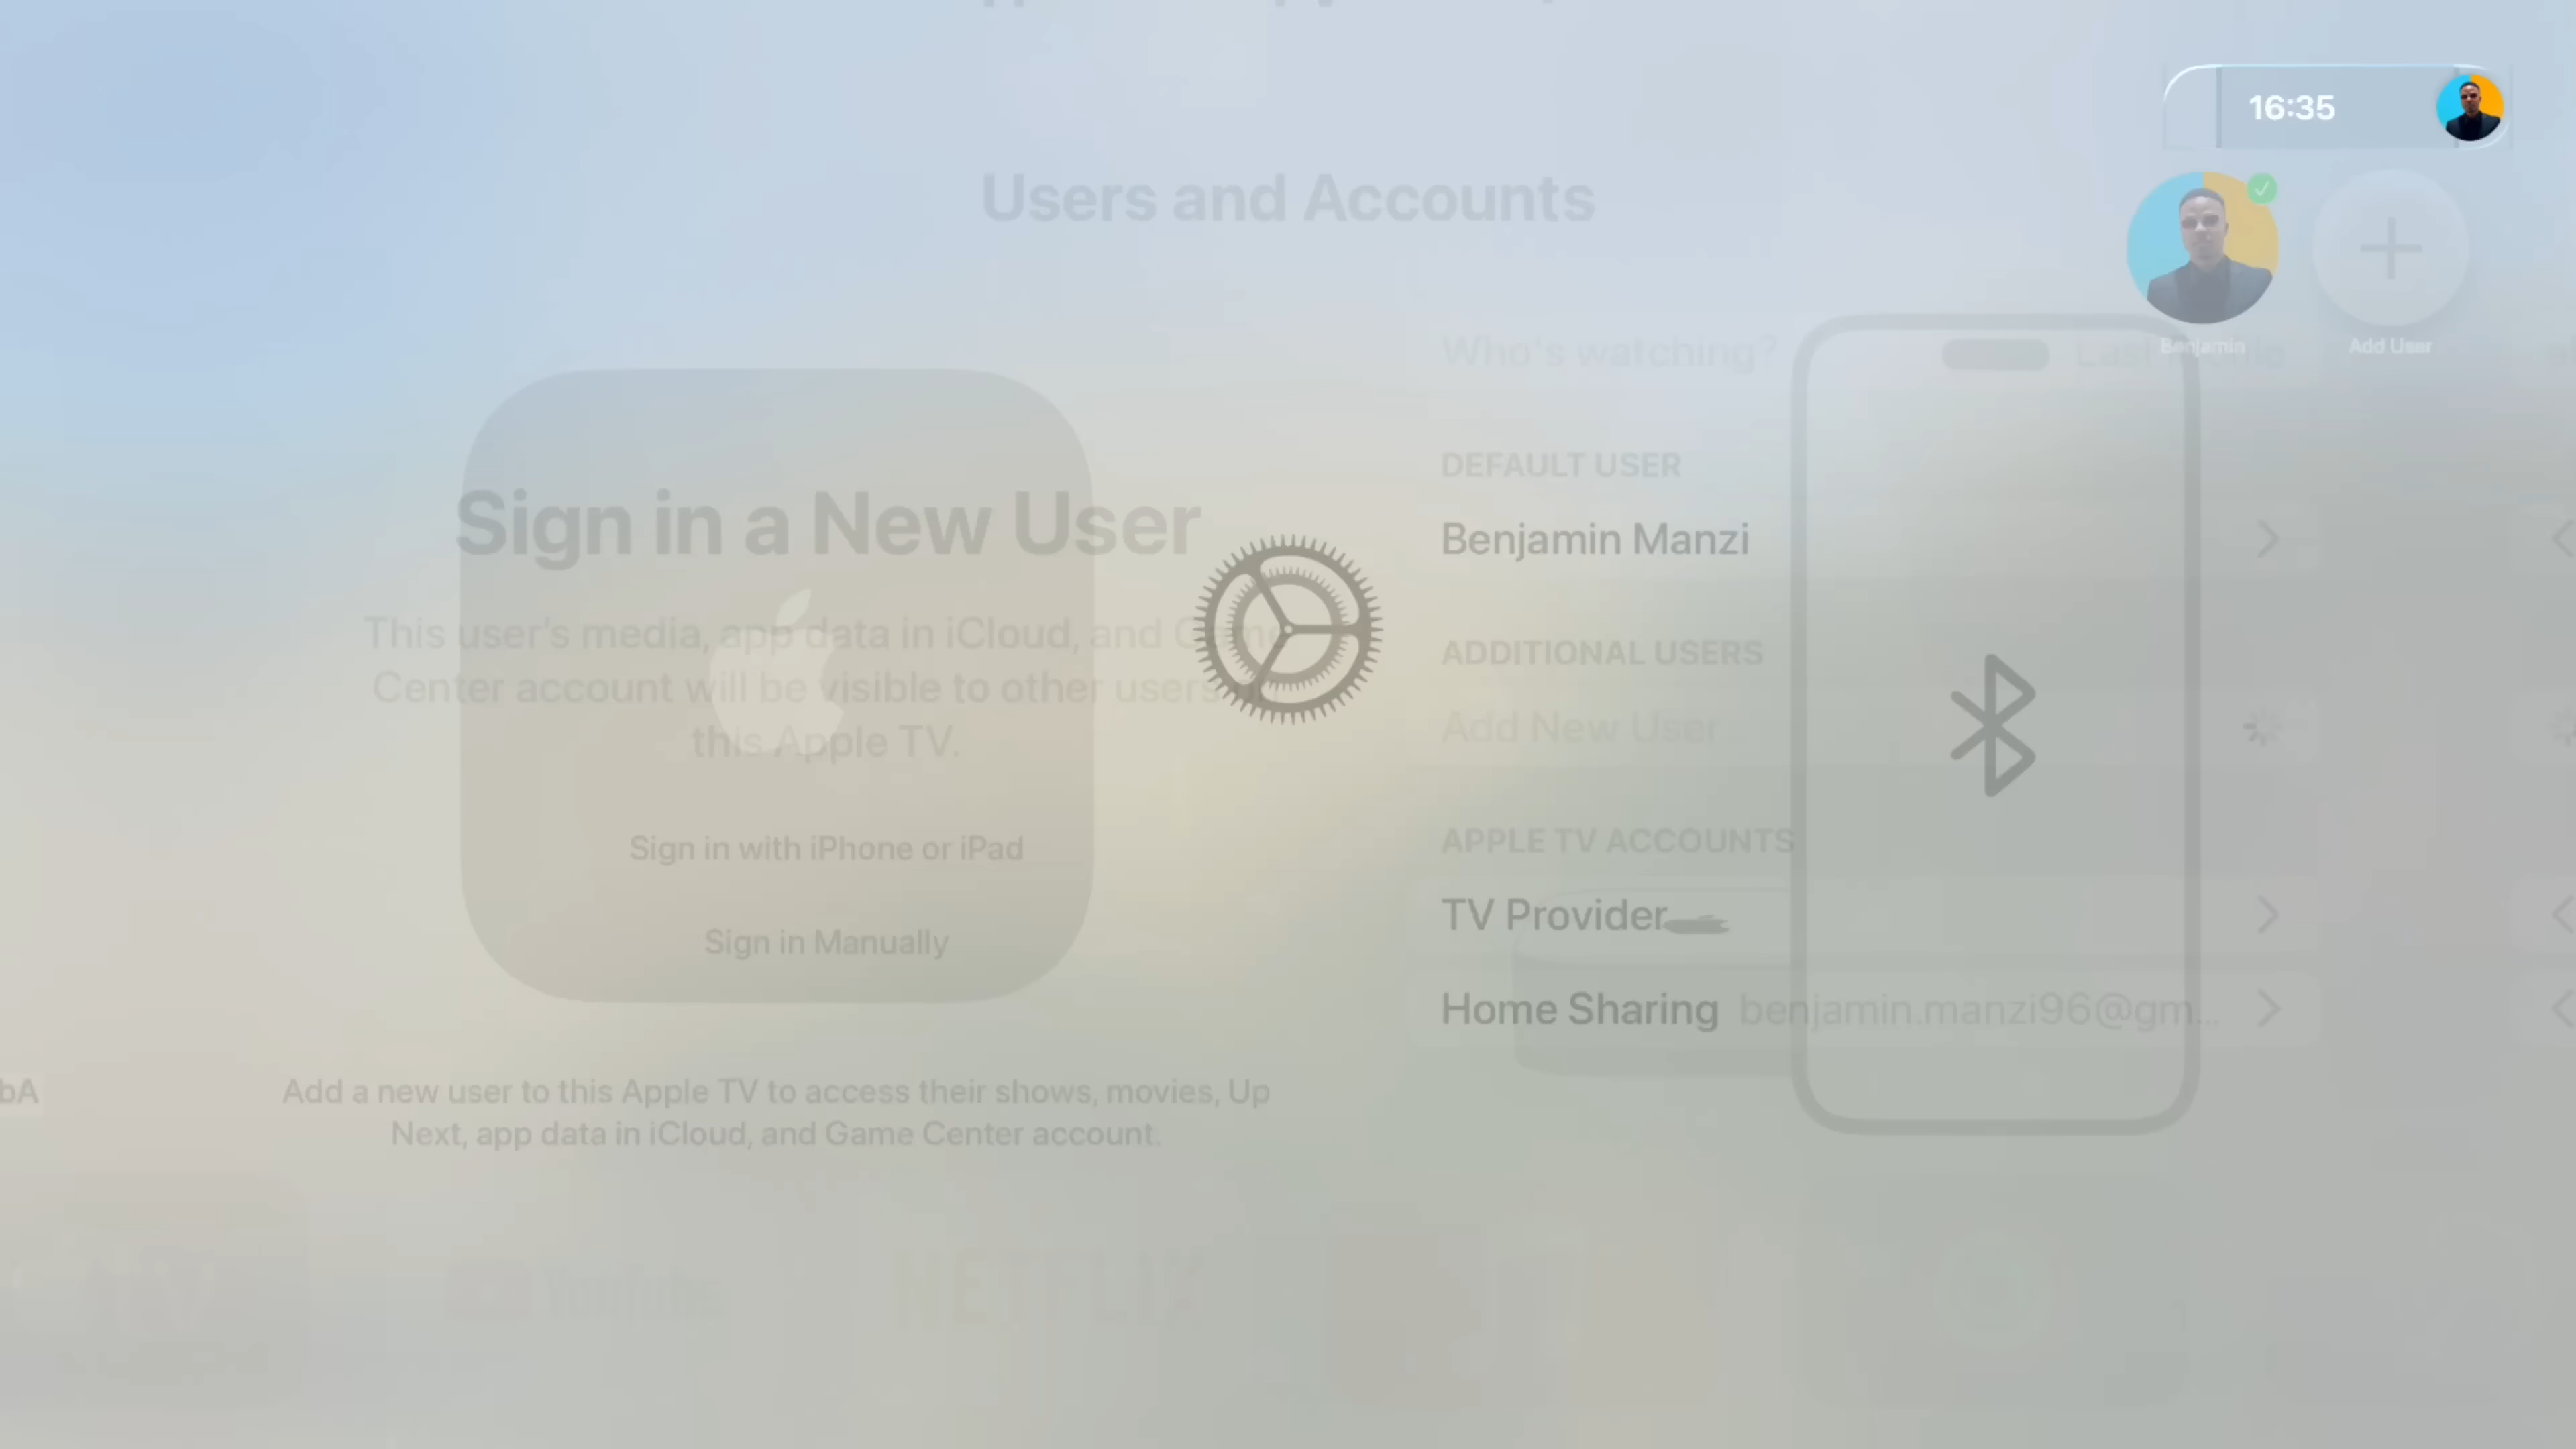 16:35
Users and Accounts
Benjamin
Add User
Who's watching?
DEFAULT USER
Benjamin Manzi
Sign in a New User
This user's media, app data in iCloud, and Game
Center account will be visible to other users
this Apple TV.
ADDITIONAL USERS
Add New User
Sign in with iPhone or iPad
APPLE TV ACCOUNTS
TV Provider
Sign in Manually
Home Sharing benjamin.manzi96@gm...
bA
Add a new user to this Apple TV to access their shows, movies, Up
Next, app data in iCloud, and Game Center account.
YouTube
NETFLIX